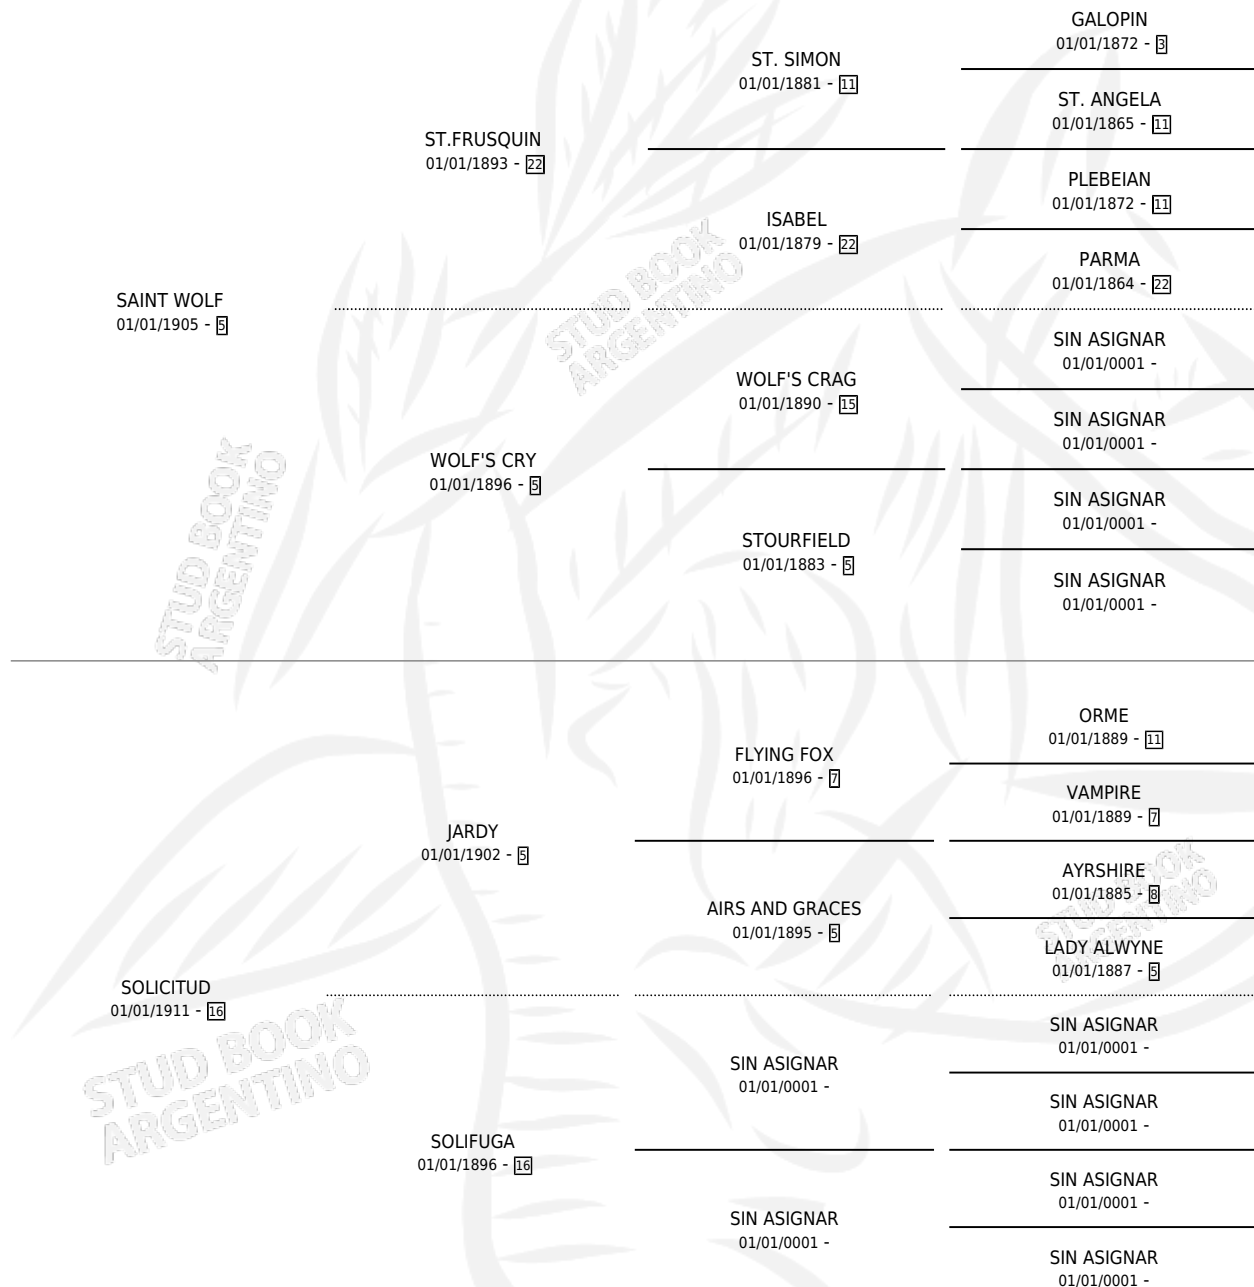 GALOPIN
01/01/1872 - 3
ST. SIMON
01/01/1881 - 11
ST. ANGELA
01/01/1865 - 11
ST.FRUSQUIN
01/01/1893 - 22
PLEBEIAN
01/01/1872 - 11
ISABEL
01/01/1879 - 22
PARMA
01/01/1864 - 22
SAINT WOLF
01/01/1905 - 5
SIN ASIGNAR
01/01/0001 -
WOLF'S CRAG
01/01/1890 - 15
SIN ASIGNAR
01/01/0001 -
WOLF'S CRY
01/01/1896 - 5
SIN ASIGNAR
01/01/0001 -
STOURFIELD
01/01/1883 - 5
SIN ASIGNAR
01/01/0001 -
ORME
01/01/1889 - 11
FLYING FOX
01/01/1896 - 7
VAMPIRE
01/01/1889 - 7
JARDY
01/01/1902 - 5
AYRSHIRE
01/01/1885 - 8
AIRS AND GRACES
01/01/1895 - 5
LADY ALWYNE
01/01/1887 - 5
SOLICITUD
01/01/1911 - 16
SIN ASIGNAR
01/01/0001 -
SIN ASIGNAR
01/01/0001 -
SIN ASIGNAR
01/01/0001 -
SOLIFUGA
01/01/1896 - 16
SIN ASIGNAR
01/01/0001 -
SIN ASIGNAR
01/01/0001 -
SIN ASIGNAR
01/01/0001 -
STUD BOOK
ARGENTINO
STUD BOOK
ARGENTINO
STUD BOOK
ARGENTINO
STUD BOOK
ARGENTINO